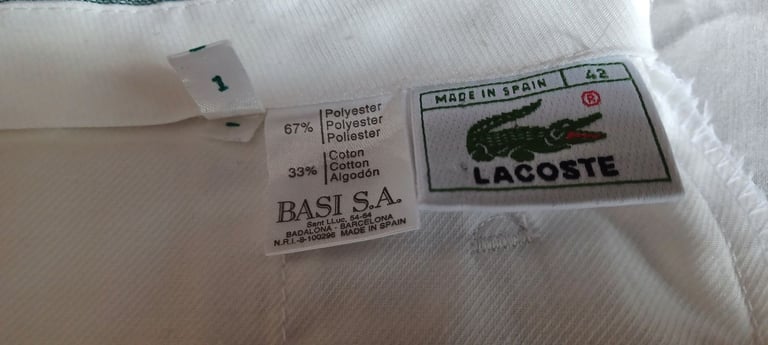 1
67% Polyester
Polyester
Poliester
33% Coton
Cotton
Algodón
BASI S.A.
Sant LLuc, 54-64
BADALONA - BARCELONA
N.R.I.-8-100296 MADE IN SPAIN
MADE IN SPAIN 42
®
LACOSTE